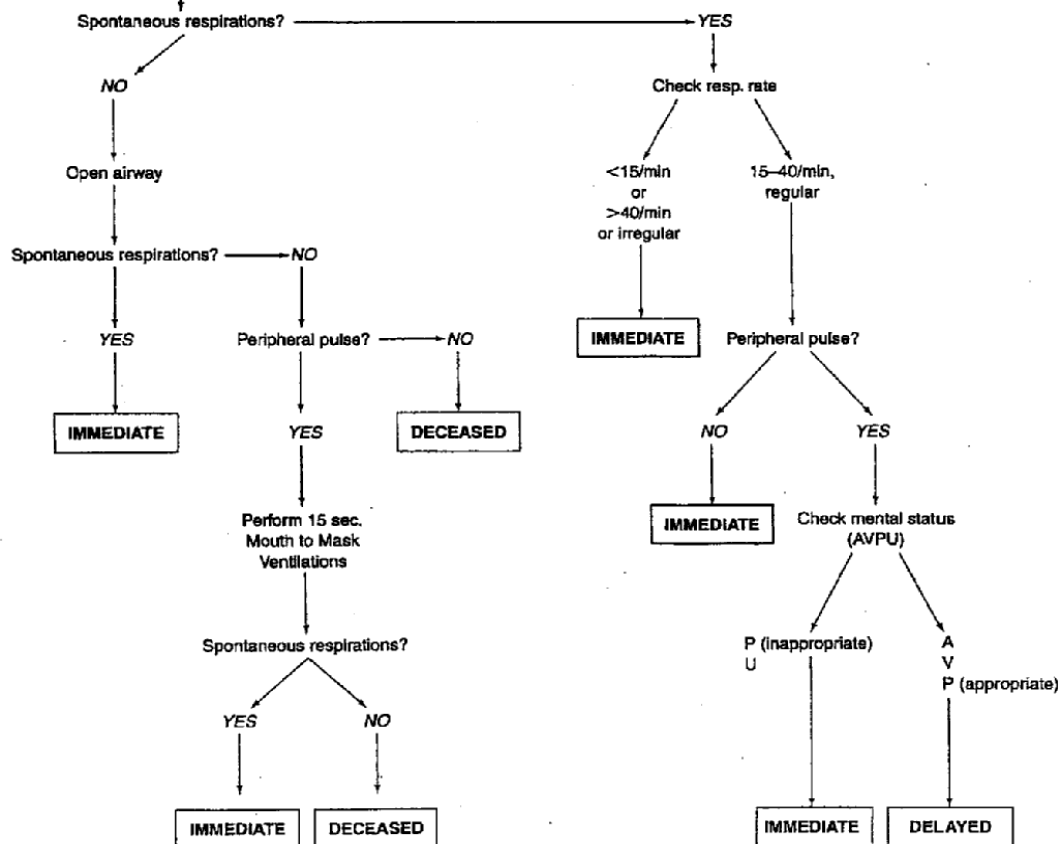 Spontaneous respirations?
YES
NO
Check resp. rate
Open airway
<15/min
or
>40/min
or irregular
15–40/min,
regular
Spontaneous respirations?
NO
YES
Peripheral pulse?
NO
IMMEDIATE
Peripheral pulse?
IMMEDIATE
YES
DECEASED
NO
YES
Perform 15 sec.
Mouth to Mask
Ventilations
IMMEDIATE
Check mental status
(AVPU)
Spontaneous respirations?
P (inappropriate)
U
A
V
P (appropriate)
YES
NO
IMMEDIATE
DECEASED
IMMEDIATE
DELAYED